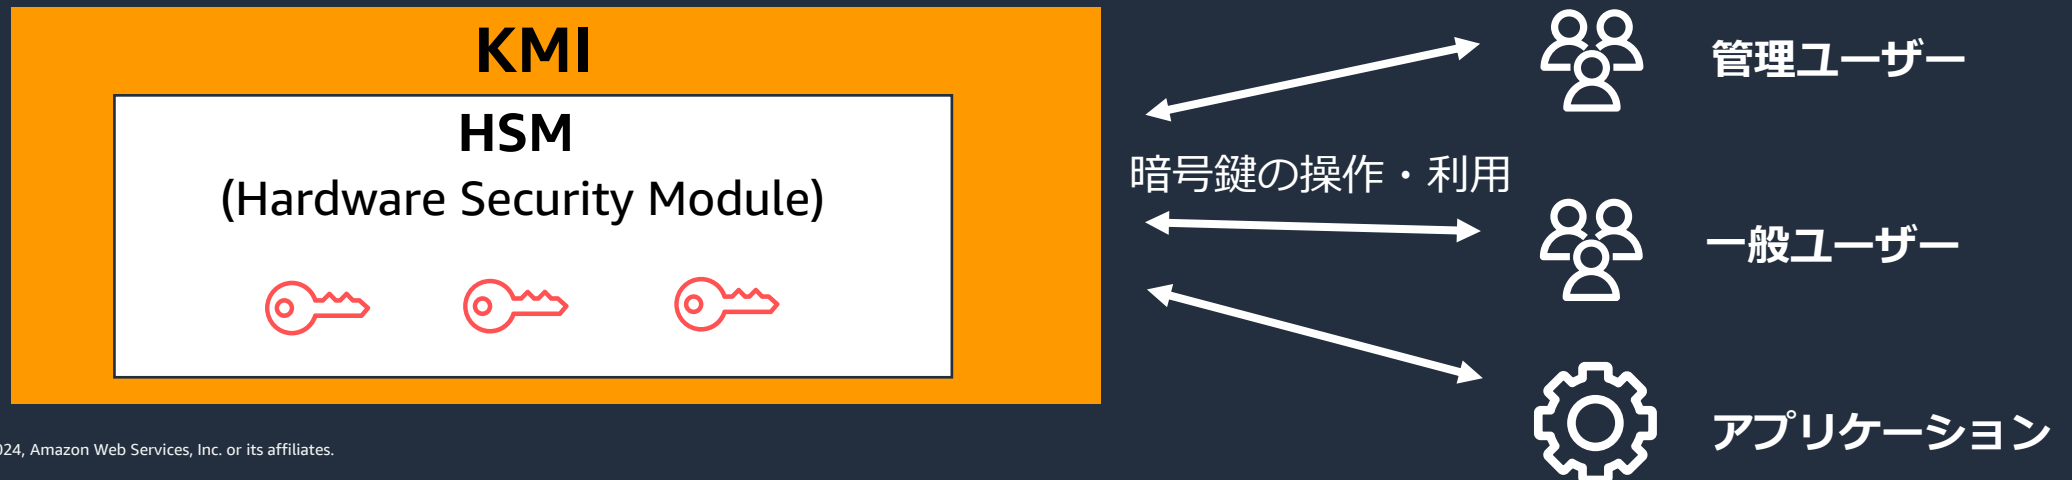 KMI
HSM
(Hardware Security Module)
暗号鍵の操作・利用
管理ユーザー
一般ユーザー
アプリケーション
024, Amazon Web Services, Inc. or its affiliates.